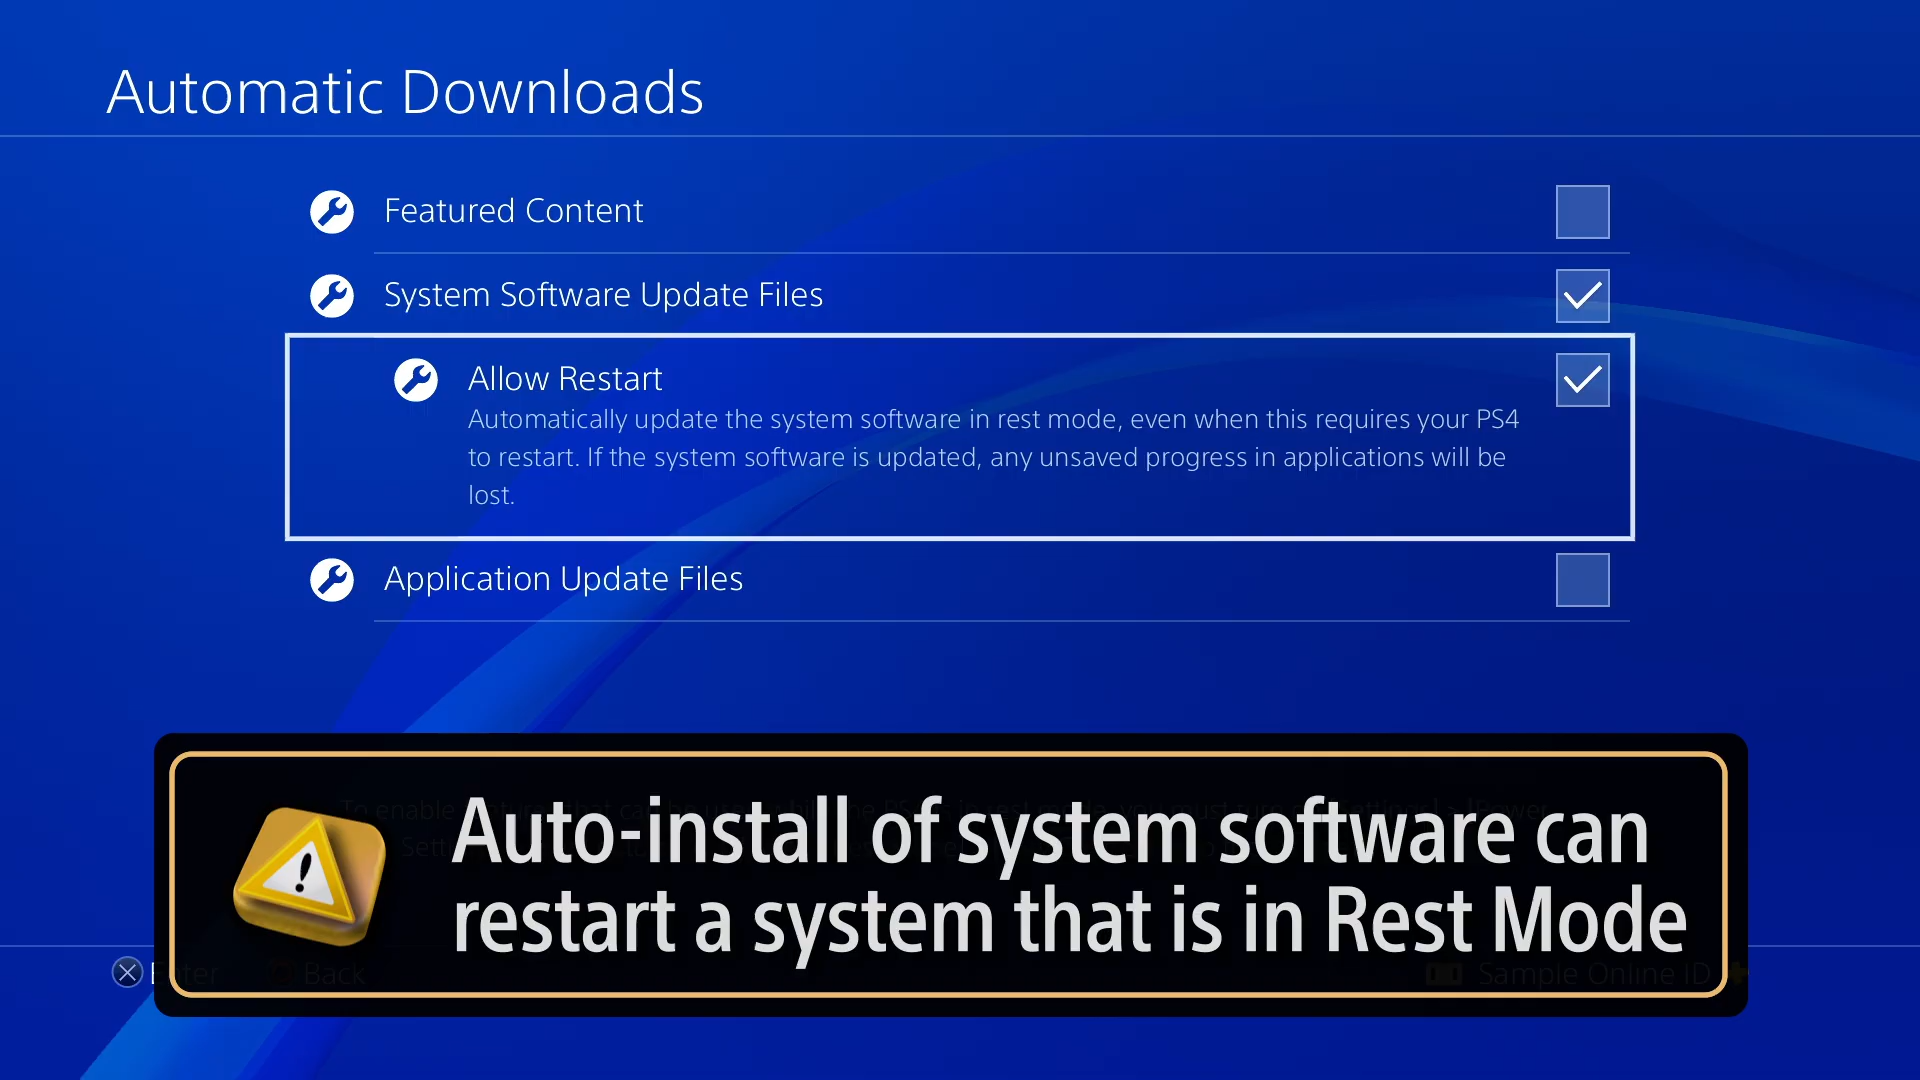 Automatic Downloads
Featured Content
System Software Update Files
Allow Restart
Automatically update the system software in rest mode, even when this requires your PS4
to restart. If the system software is updated, any unsaved progress in applications will be
lost.
Application Update Files
To enable
Auto-install of system software can
restart a system that is in Rest Mode
Enter
Back
Sample Online ID